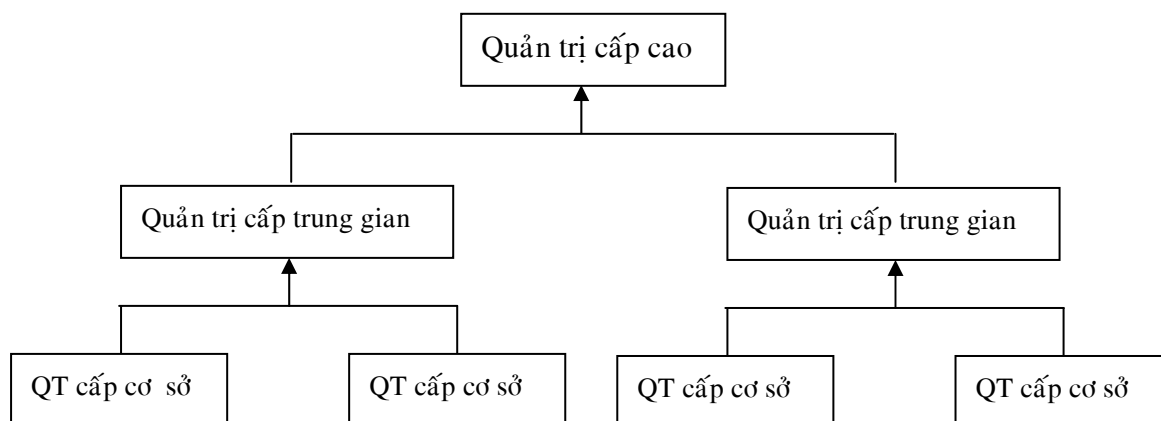 Quản trị cấp cao
Quản trị cấp trung gian
Quản trị cấp trung gian
QT cấp cơ sở
QT cấp cơ sở
QT cấp cơ sở
QT cấp cơ sở